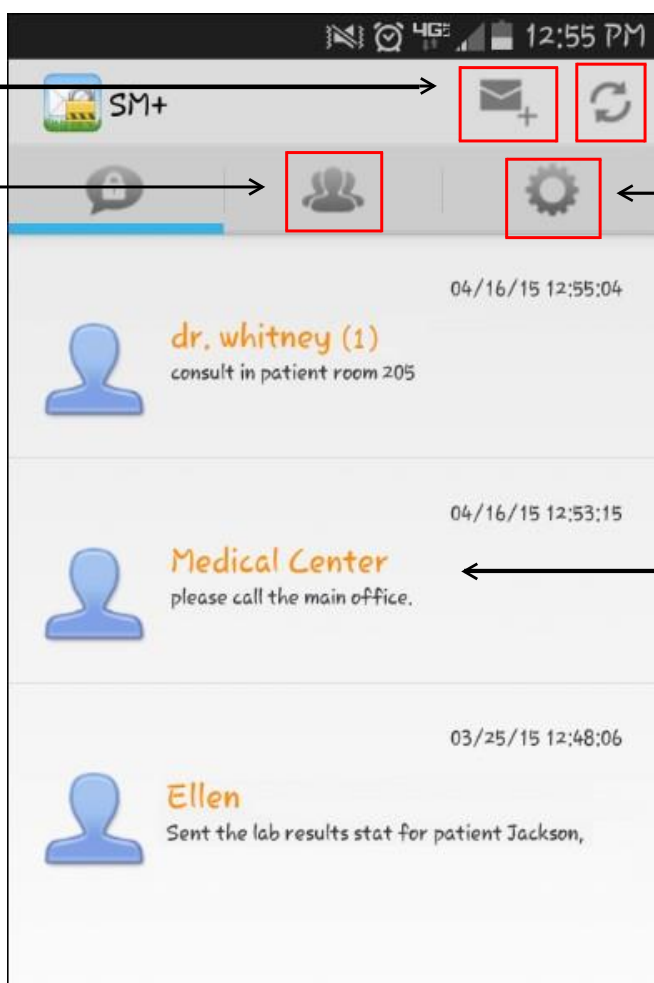 4GE 12:55 PM
SM+
04/16/15 12:55:04
dr. whitney (1)
consult in patient room 205
04/16/15 12:53:15
Medical Center
please call the main office.
03/25/15 12:48:06
Ellen
Sent the lab results stat for patient Jackson,